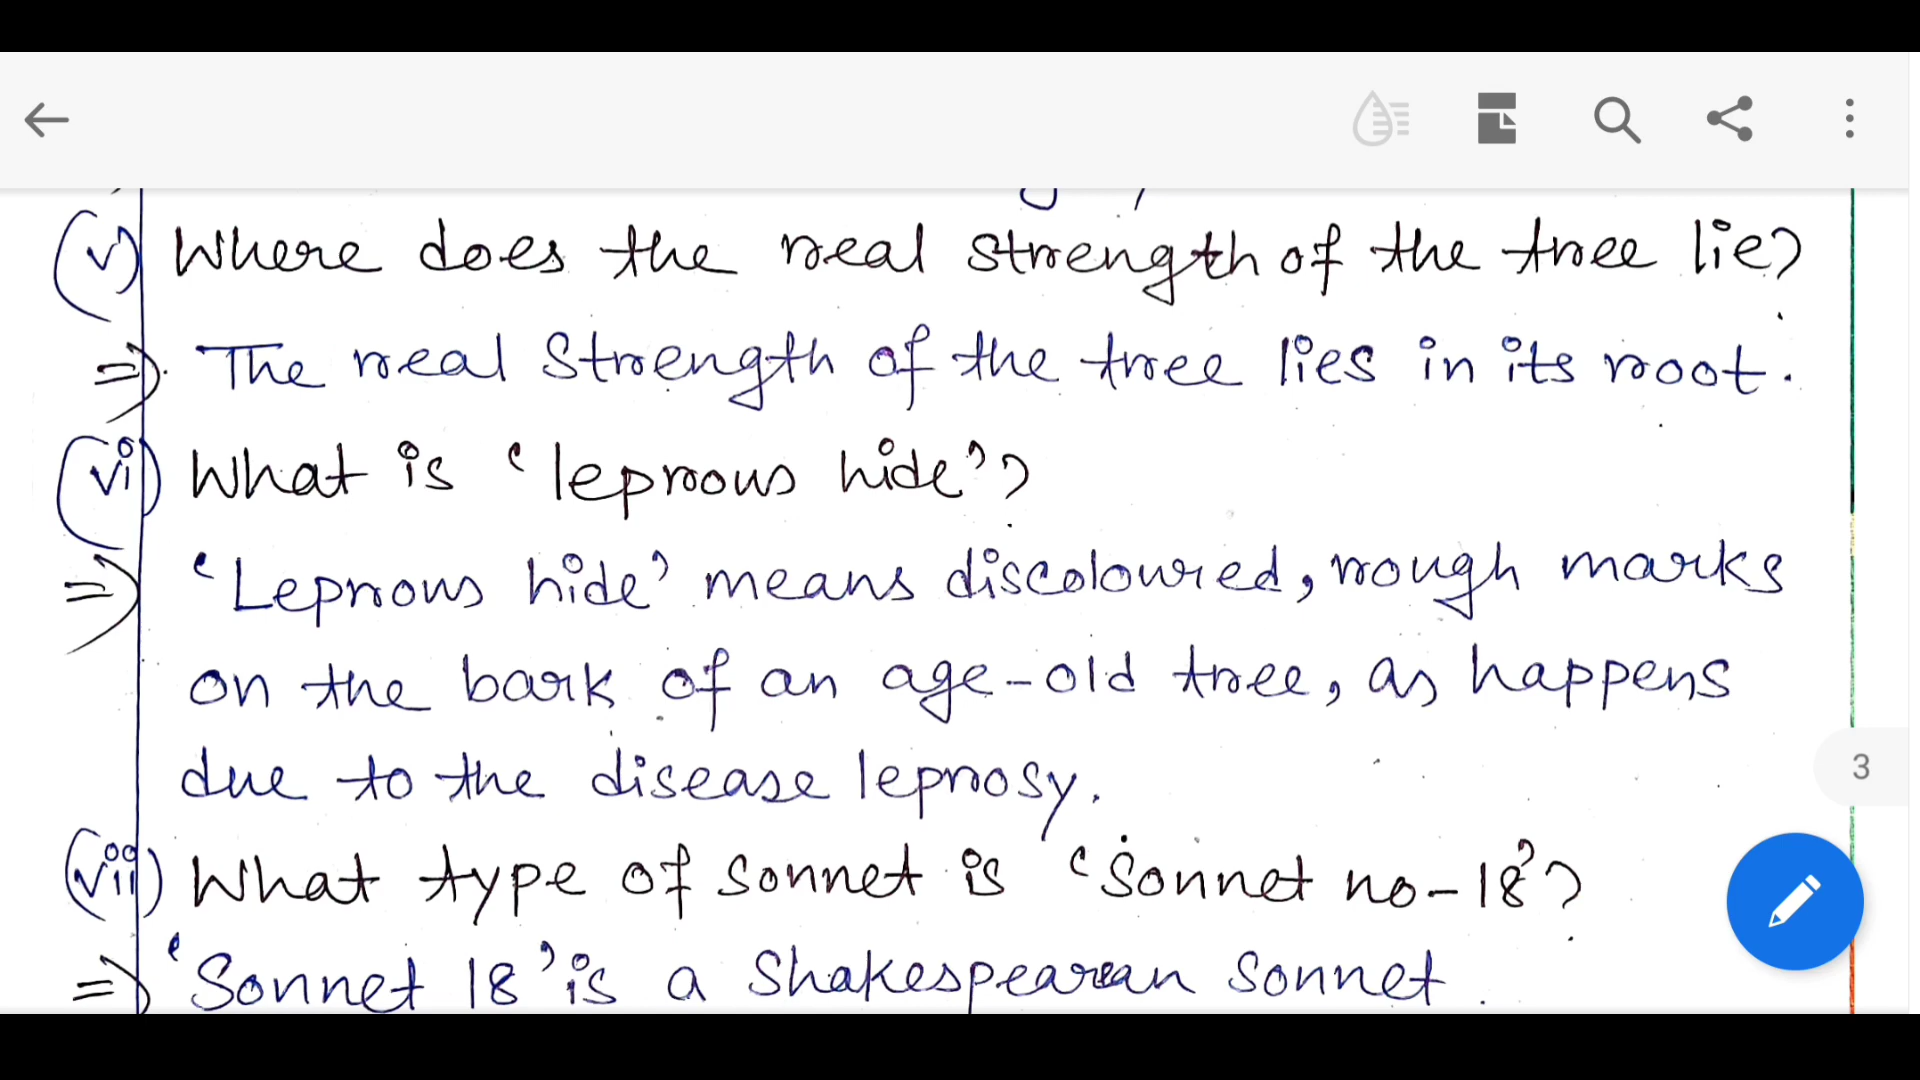 (v) Where does the real strength of the tree lie?
=> The real strength of the tree lies in its root.
(vi) What is 'leprous hide'?
=> 'Leprous hide' means discoloured, rough marks
on the bark of an age-old tree, as happens
due to the disease leprosy.
3
(vii) What type of sonnet is 'Sonnet no-18'?
=> 'Sonnet 18' is a Shakespearean Sonnet.